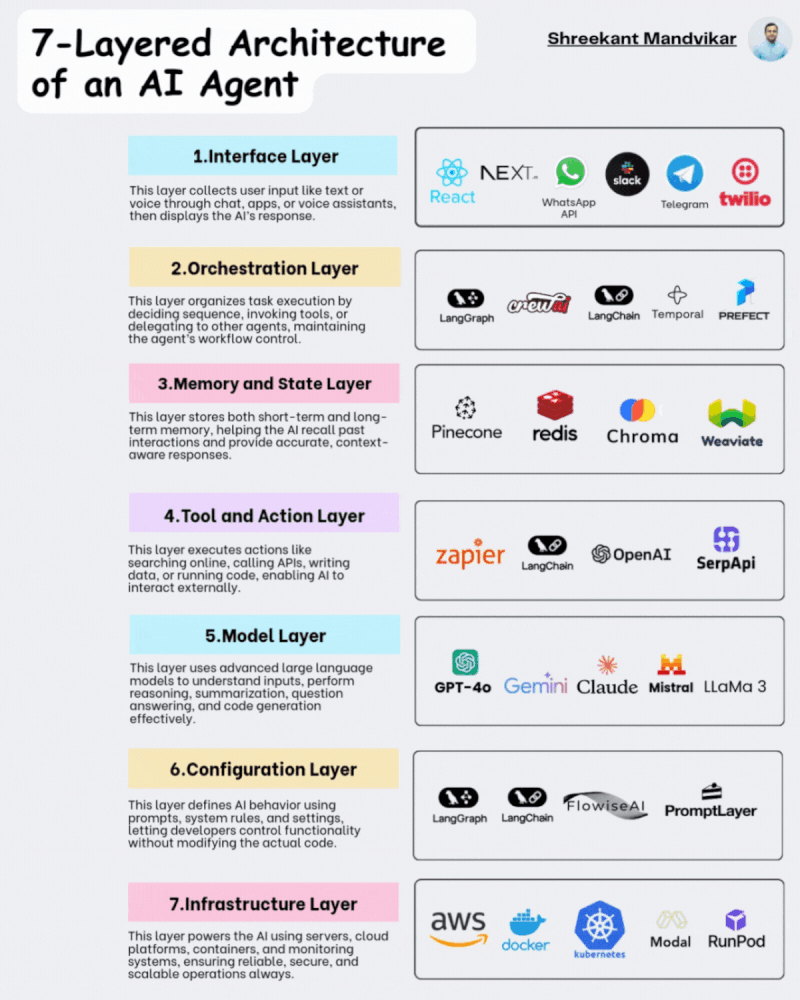 7-Layered Architecture
of an AI Agent
Shreekant Mandvikar
1.Interface Layer
This layer collects user input like text or
voice through chat, apps, or voice assistants,
then displays the AI's response.
React
NEXT.JS
WhatsApp
API
slack
Telegram
twilio
2.Orchestration Layer
This layer organizes task execution by
deciding sequence, invoking tools, or
delegating to other agents, maintaining
the agent's workflow control.
LangGraph
crewai
LangChain
Temporal
PREFECT
3.Memory and State Layer
This layer stores both short-term and long-
term memory, helping the AI recall past
interactions and provide accurate, context-
aware responses.
Pinecone
redis
Chroma
Weaviate
4.Tool and Action Layer
This layer executes actions like
searching online, calling APIs, writing
data, or running code, enabling AI to
interact externally.
zapier
LangChain
OpenAI
SerpApi
5.Model Layer
This layer uses advanced large language
models to understand inputs, perform
reasoning, summarization, question
answering, and code generation
effectively.
GPT-4o
Gemini
Claude
Mistral
LLaMa 3
6.Configuration Layer
This layer defines AI behavior using
prompts, system rules, and settings,
letting developers control functionality
without modifying the actual code.
LangGraph
LangChain
FlowiseAI
PromptLayer
7.Infrastructure Layer
This layer powers the AI using servers, cloud
platforms, containers, and monitoring
systems, ensuring reliable, secure, and
scalable operations always.
aws
docker
kubernetes
Modal
RunPod